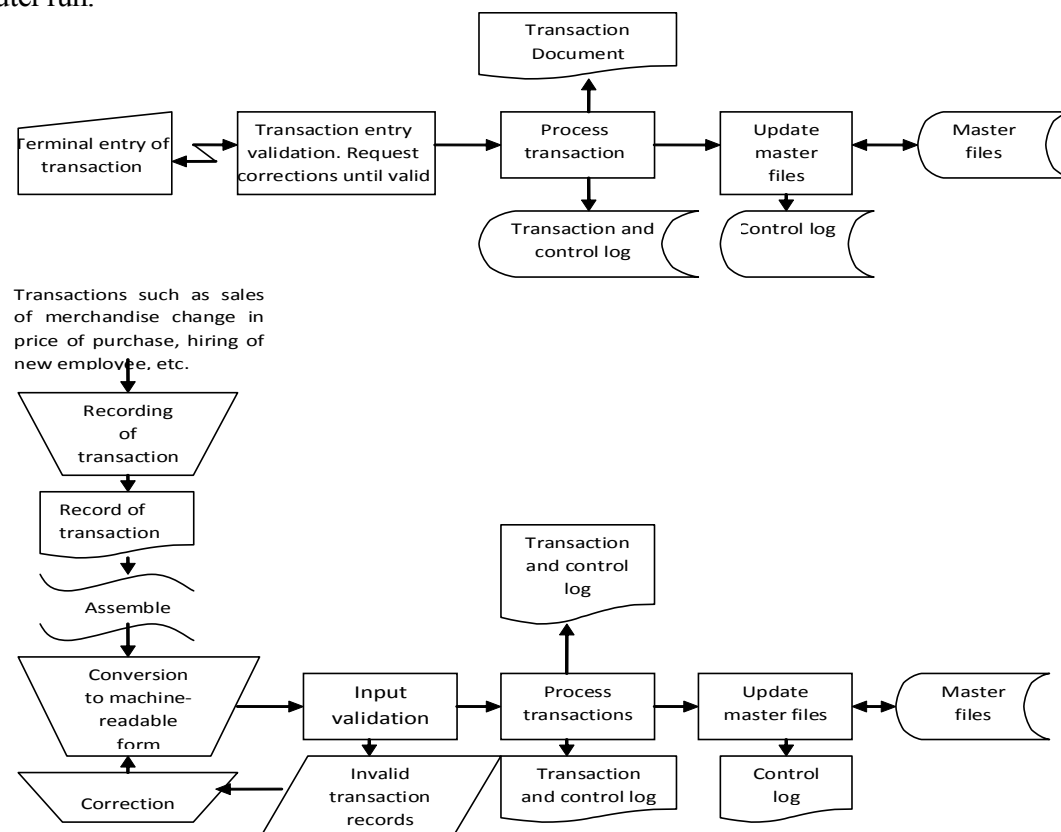 Transaction
Document
Terminal entry of
transaction
Transaction entry
validation. Request
corrections until valid
Process
transaction
Update
master
files
Master
files
Transaction and
control log
Control log
Transactions such as sales
of merchandise change in
price of purchase, hiring of
new employee, etc.
Recording
of
transaction
Record of
transaction
Assemble
Transaction
and control
log
Conversion
to machine-
readable
form
Input
validation
Process
transactions
Update
master files
Master
files
Correction
Invalid
transaction
records
Transaction
and control log
Control
log